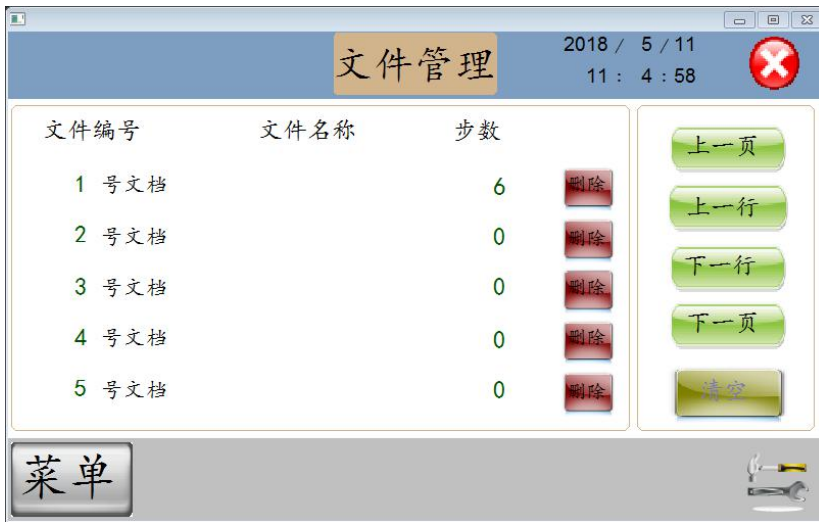 文件管理
2018 / 5 / 11
11 : 4 : 58
文件编号 文件名称 步数
1 号文档 6 删除
2 号文档 0 删除
3 号文档 0 删除
4 号文档 0 删除
5 号文档 0 删除
上一页
上一行
下一行
下一页
清空
菜单